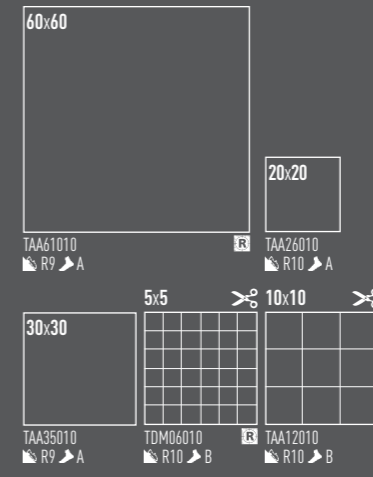 60x60
20x20
TAA61010 R TAA26010
R9 A R10 A
5x5 10x10
30x30
TAA35010 TDM06010 R TAA12010
R9 A R10 B R10 B